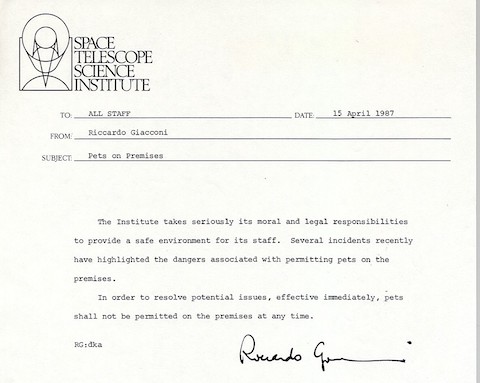 SPACE
TELESCOPE
SCIENCE
INSTITUTE
TO: ALL STAFF DATE: 15 April 1987
FROM: Riccardo Giacconi
SUBJECT: Pets on Premises
The Institute takes seriously its moral and legal responsibilities
to provide a safe environment for its staff. Several incidents recently
have highlighted the dangers associated with permitting pets on the
premises.
In order to resolve potential issues, effective immediately, pets
shall not be permitted on the premises at any time.
RG:dka